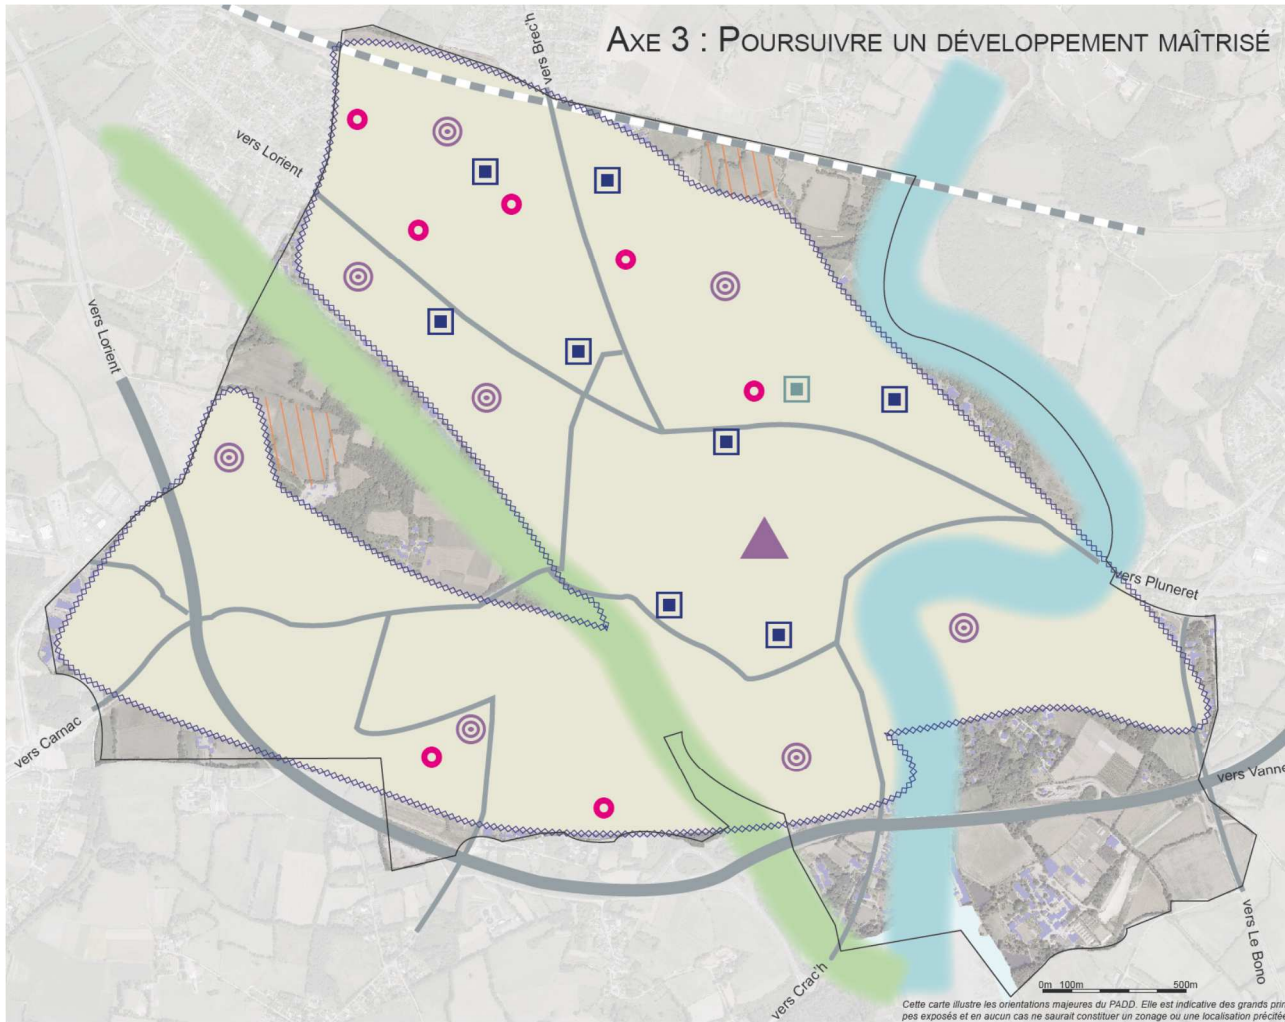 AXE 3 : POURSUIVRE UN DÉVELOPPEMENT MAÎTRISÉ
vers Brec'h
vers Lorient
vers Lorient
vers Pluneret
vers Carnac
vers Vanne
vers Le Bono
vers Crac'h
0m 100m 500m
Cette carte illustre les orientations majeures du PADD. Elle est indicative des grands prin
pes exposés et en aucun cas ne saurait constituer un zonage ou une localisation précitée